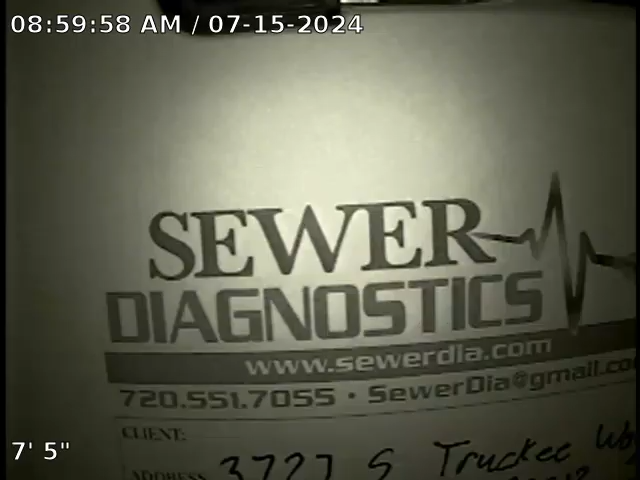 08:59:58 AM / 07-15-2024
SEWER
DIAGNOSTICS
www.sewerdia.com
720.551.7055 • SewerDia@gmail.co
CLIENT:
ADDRESS 3727 S Truckee
7' 5"